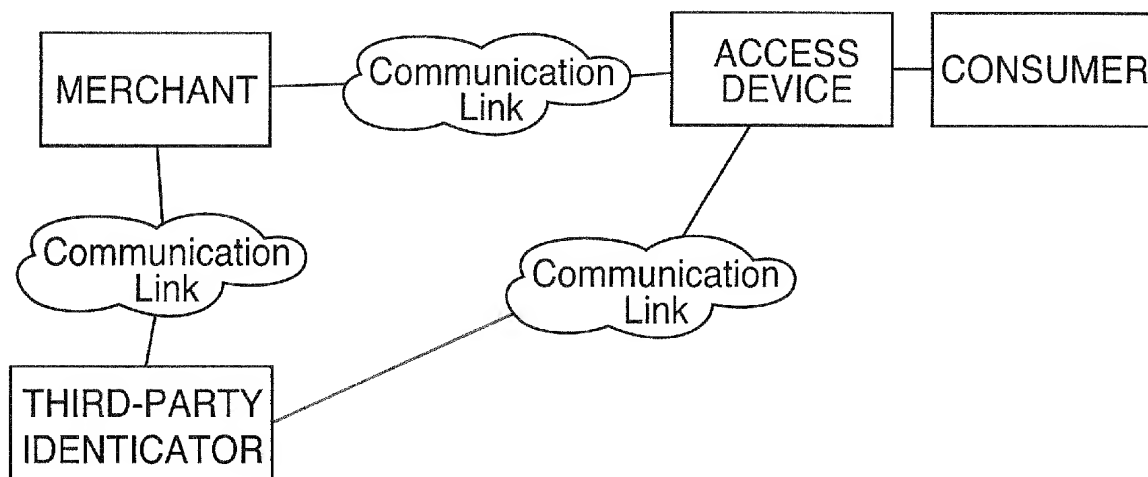 MERCHANT
Communication
Link
ACCESS
DEVICE
CONSUMER
Communication
Link
Communication
Link
THIRD-PARTY
IDENTICATOR